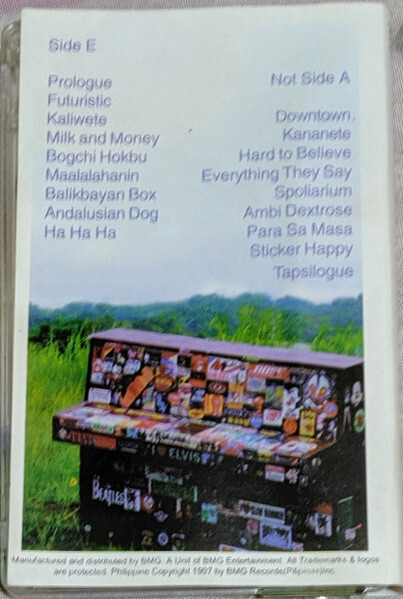 Side E
Prologue
Futuristic
Kaliwete
Milk and Money
Bogchi Hokbu
Maalalahanin
Balikbayan Box
Andalusian Dog
Ha Ha Ha
Not Side A
Downtown
Kananete
Hard to Believe
Everything They Say
Spoliarium
Ambi Dextrose
Para Sa Masa
Sticker Happy
Tapsilogue
ELVIS
BEATLES
Manufactured and distributed by BMG. A Unit of BMG Entertainment. All Trademarks & logos
are protected. Philippine Copyright 1997 by BMG Records(Pilipinas)Inc.